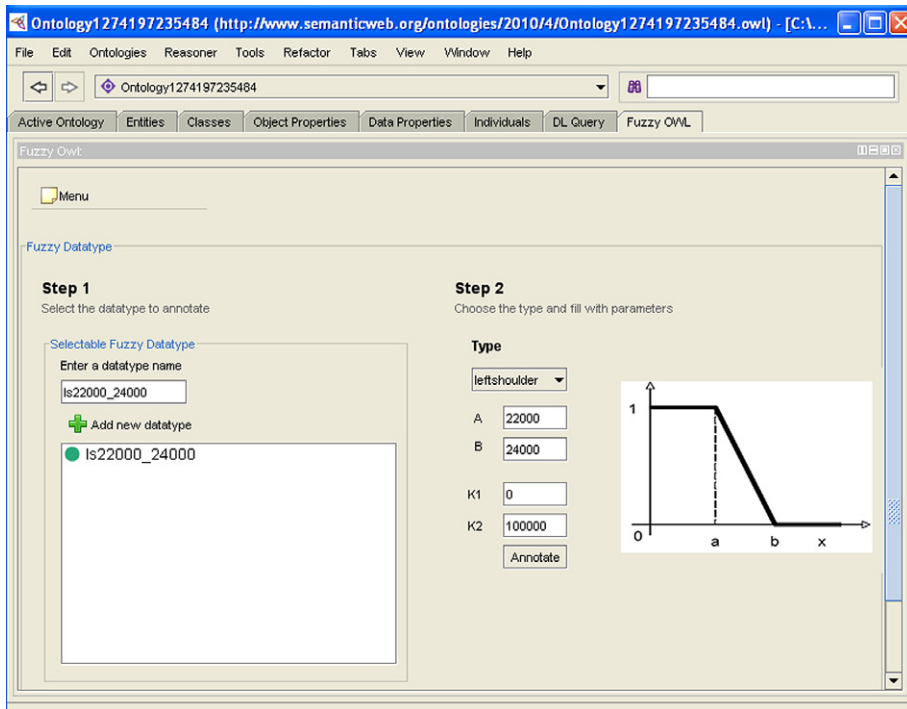 Ontology1274197235484 (http://www.semanticweb.org/ontologies/2010/4/Ontology1274197235484.owl) - [C:\...
File Edit Ontologies Reasoner Tools Refactor Tabs View Window Help
Ontology1274197235484
Active Ontology Entities Classes Object Properties Data Properties Individuals DL Query Fuzzy OWL
Fuzzy Owl:
Menu
Fuzzy Datatype
Step 1
Select the datatype to annotate
Selectable Fuzzy Datatype
Enter a datatype name
ls22000_24000
Add new datatype
ls22000_24000
Step 2
Choose the type and fill with parameters
Type
leftshoulder
A 22000
B 24000
K1 0
K2 100000
Annotate
1
0 a b x